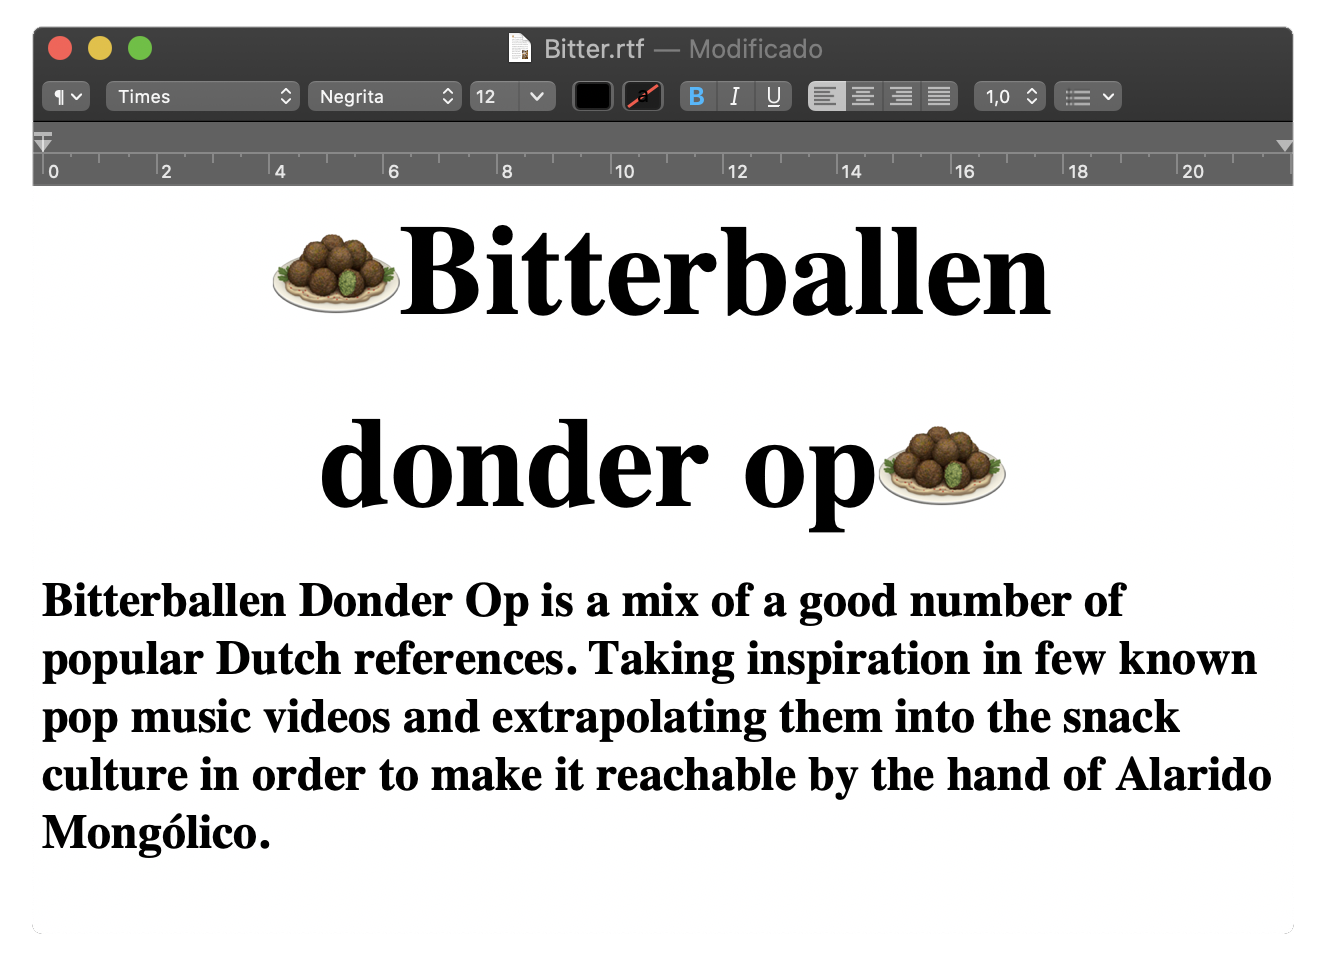 Bitter.rtf — Modificado
¶ Times Negrita 12 a B I U 1,0
0 2 4 6 8 10 12 14 16 18 20
Bitterballen
donder op
Bitterballen Donder Op is a mix of a good number of
popular Dutch references. Taking inspiration in few known
pop music videos and extrapolating them into the snack
culture in order to make it reachable by the hand of Alarido
Mongólico.